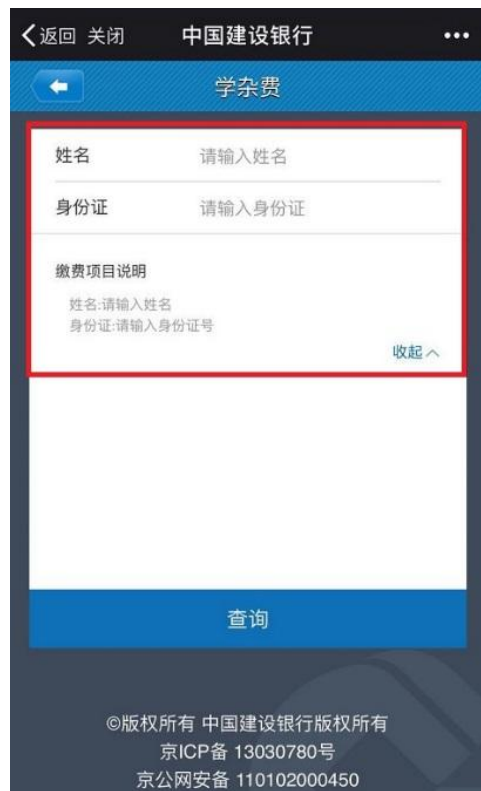 返回 关闭 中国建设银行
学杂费
姓名 请输入姓名
身份证 请输入身份证
缴费项目说明
姓名:请输入姓名
身份证:请输入身份证号
收起
查询
©版权所有 中国建设银行版权所有
京ICP备 13030780号
京公网安备 110102000450